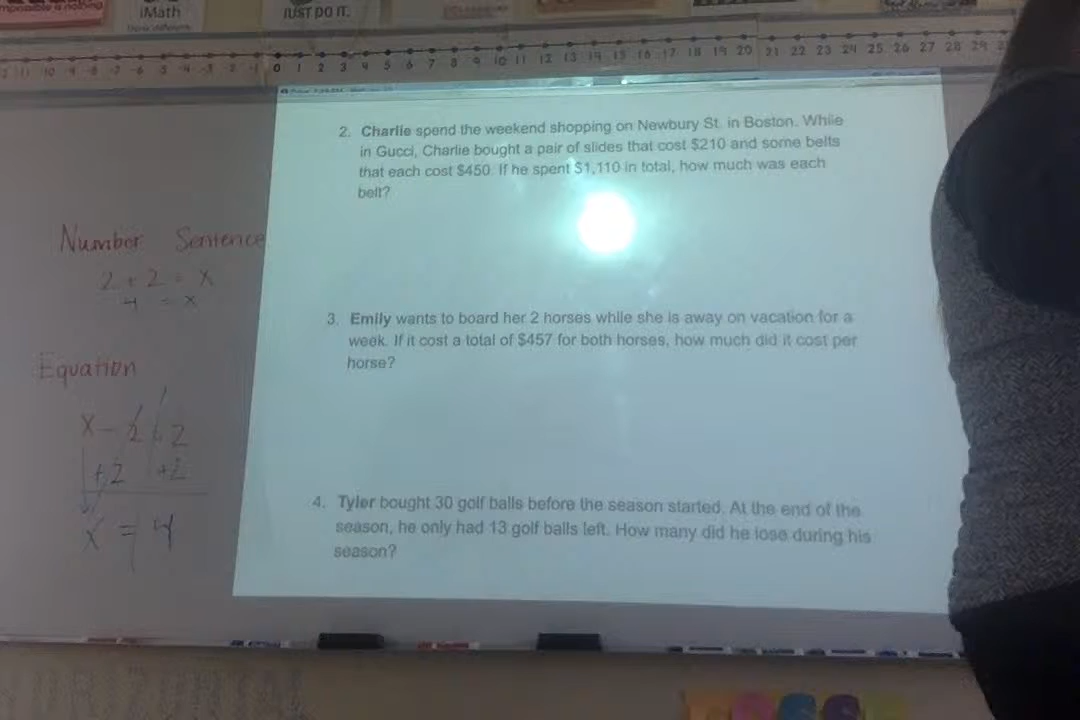 iMath
JUST DO IT.
0 1 2 3 4 5 6 7 8 9 10 11 12 13 14 15 16 17 18 19 20 21 22 23 24 25 26 27 28 29
2. Charlie spend the weekend shopping on Newbury St. in Boston. While
in Gucci, Charlie bought a pair of slides that cost $210 and some belts
that each cost $450. If he spent $1,110 in total, how much was each
belt?
Number Sentence
2 + 2 = x
4 = x
3. Emily wants to board her 2 horses while she is away on vacation for a
week. If it cost a total of $457 for both horses, how much did it cost per
horse?
Equation
x - 2 2
+2 +2
x = 4
4. Tyler bought 30 golf balls before the season started. At the end of the
season, he only had 13 golf balls left. How many did he lose during his
season?